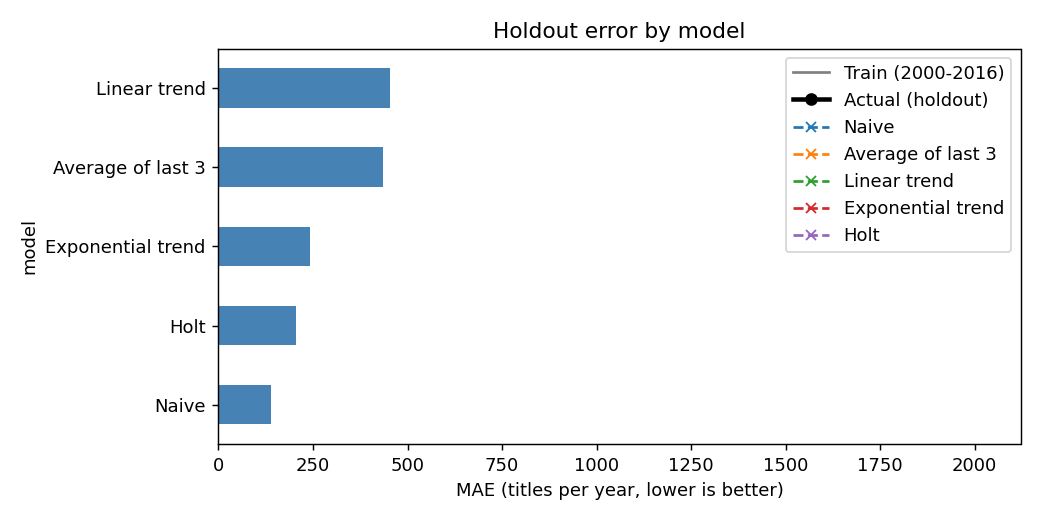 Holdout error by model
Train (2000-2016)
Actual (holdout)
Naive
Average of last 3
Linear trend
Exponential trend
Holt
model
Linear trend
Average of last 3
Exponential trend
Holt
Naive
0 250 500 750 1000 1250 1500 1750 2000
MAE (titles per year, lower is better)